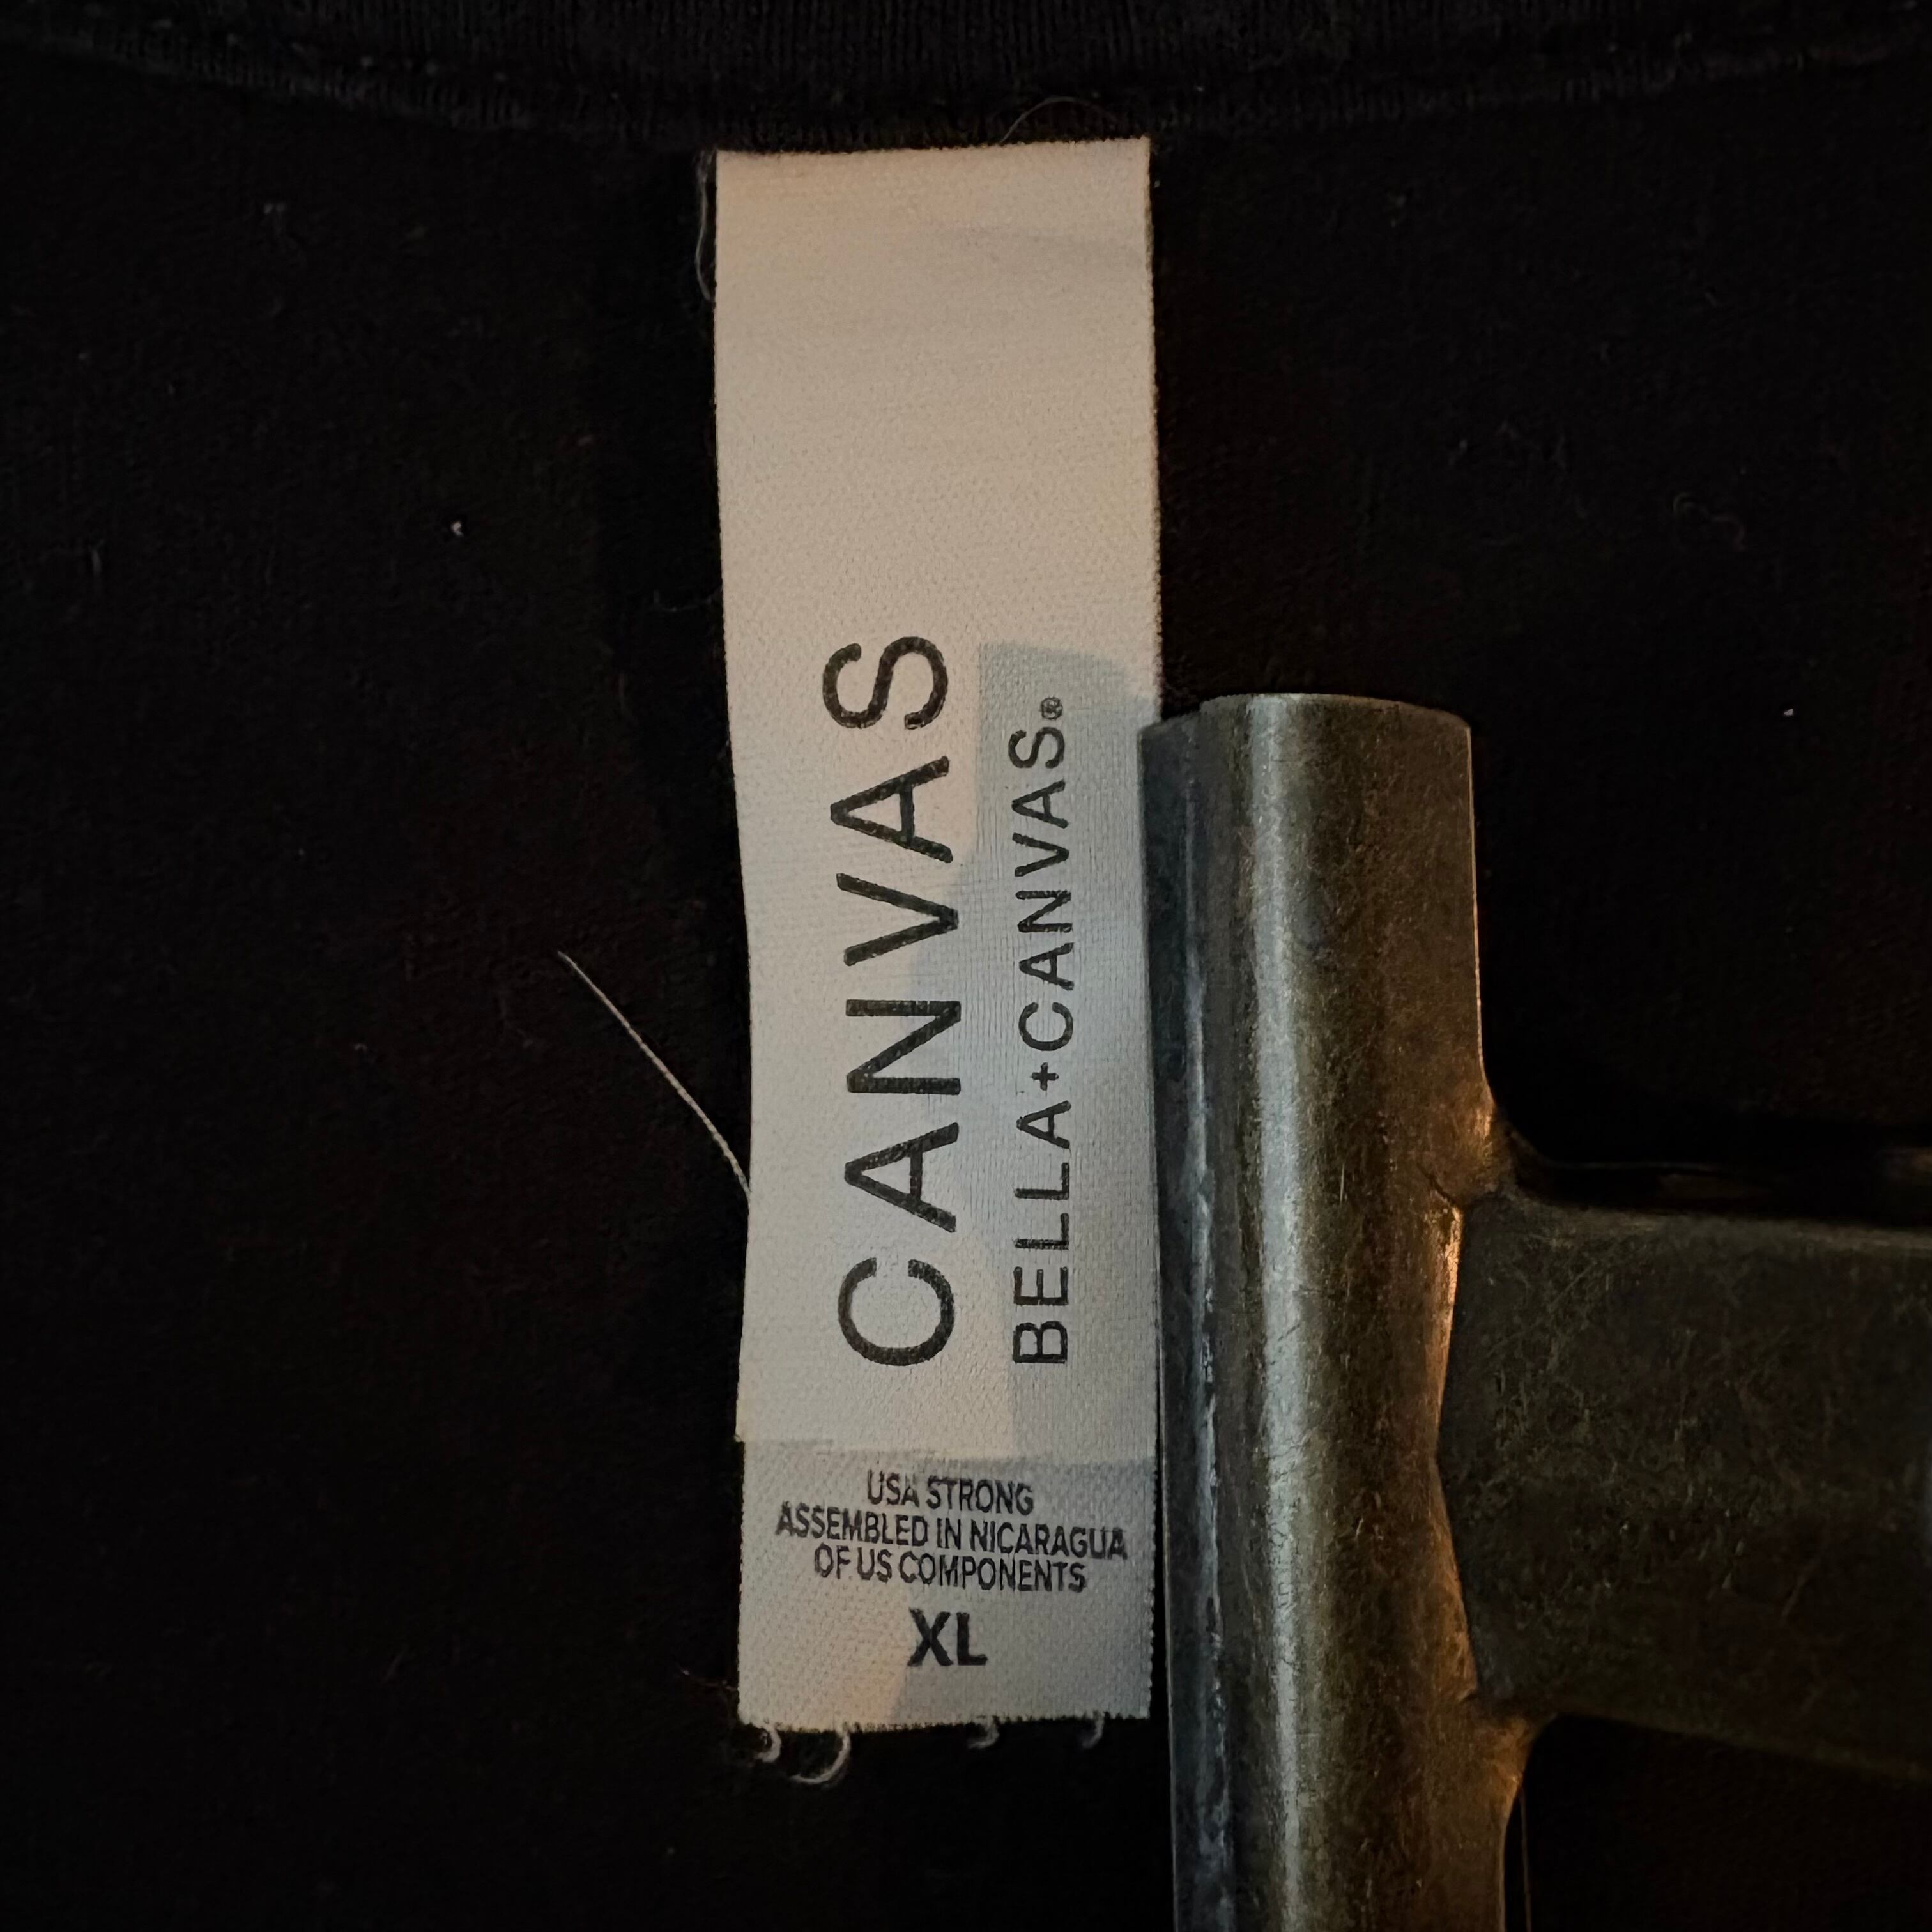 CANVAS
BELLA+CANVAS®
USA STRONG
ASSEMBLED IN NICARAGUA
OF US COMPONENTS
XL